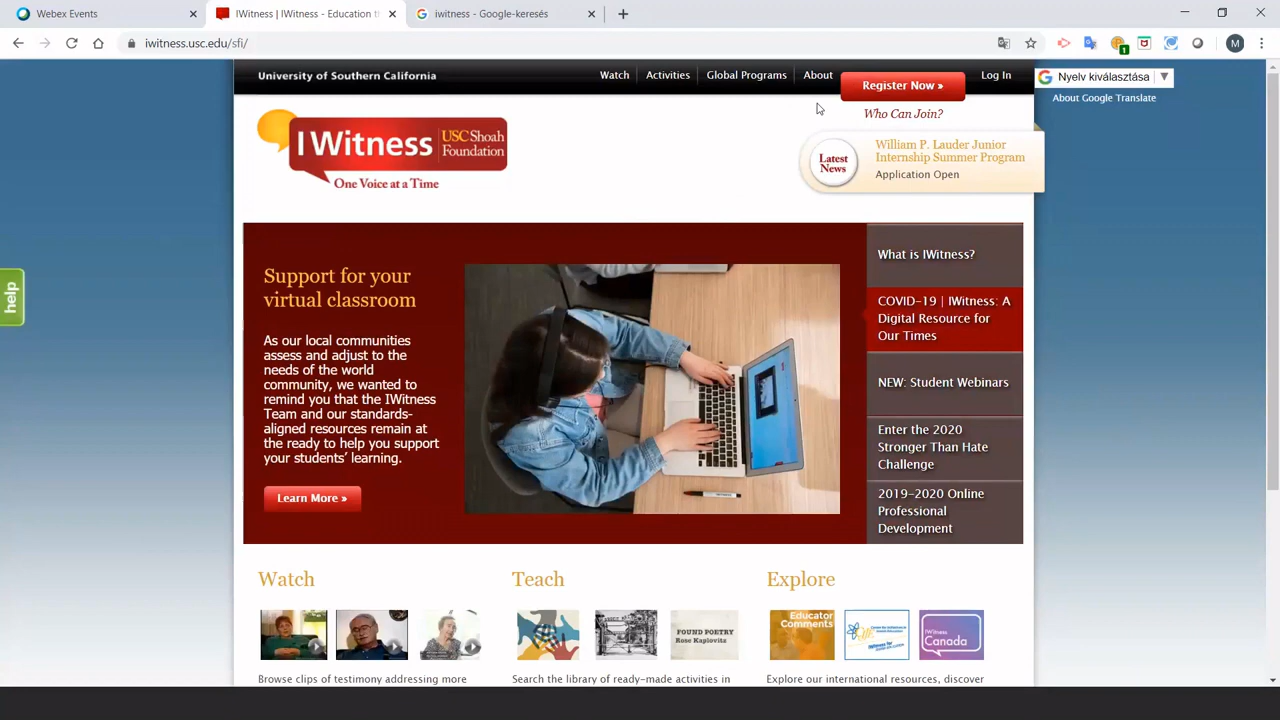 Webex Events
IWitness | IWitness - Education t
iwitness - Google-keresés
iwitness.usc.edu/sfi/
1
M
University of Southern California
Watch
Activities
Global Programs
About
Register Now »
Log In
Nyelv kiválasztása
About Google Translate
Who Can Join?
IWitness
USC Shoah
Foundation
One Voice at a Time
Latest
News
William P. Lauder Junior
Internship Summer Program
Application Open
help
Support for your
virtual classroom
As our local communities
assess and adjust to the
needs of the world
community, we wanted to
remind you that the IWitness
Team and our standards-
aligned resources remain at
the ready to help you support
your students' learning.
Learn More »
What is IWitness?
COVID-19 | IWitness: A
Digital Resource for
Our Times
NEW: Student Webinars
Enter the 2020
Stronger Than Hate
Challenge
2019-2020 Online
Professional
Development
Watch
Teach
Explore
FOUND POETRY
Rose Kaplovitz
Educator
Comments
IWitness
Canada
Browse clips of testimony addressing more
Search the library of ready-made activities in
Explore our international resources, discover